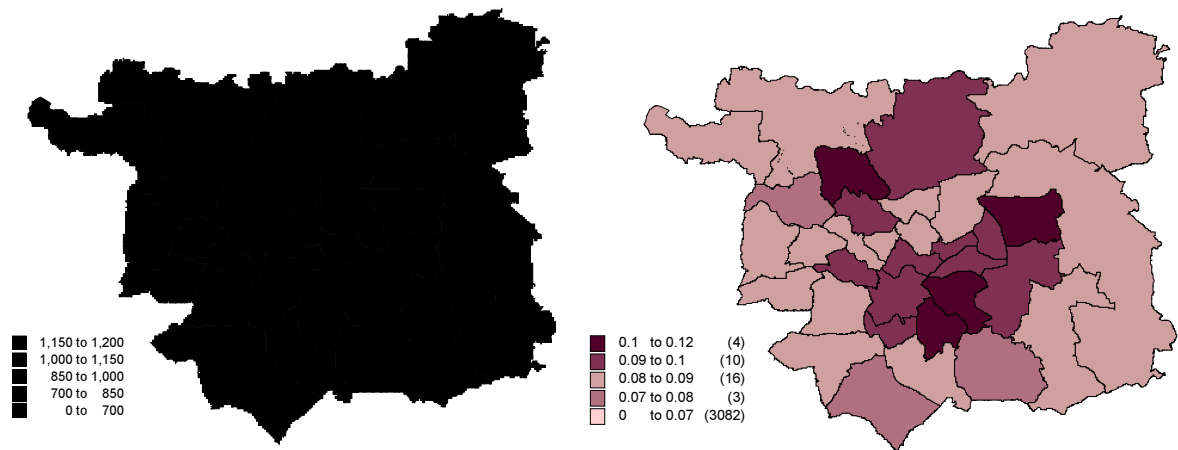 1,150 to 1,200
1,000 to 1,150
850 to 1,000
700 to 850
0 to 700
0.1 to 0.12 (4)
0.09 to 0.1 (10)
0.08 to 0.09 (16)
0.07 to 0.08 (3)
0 to 0.07 (3082)